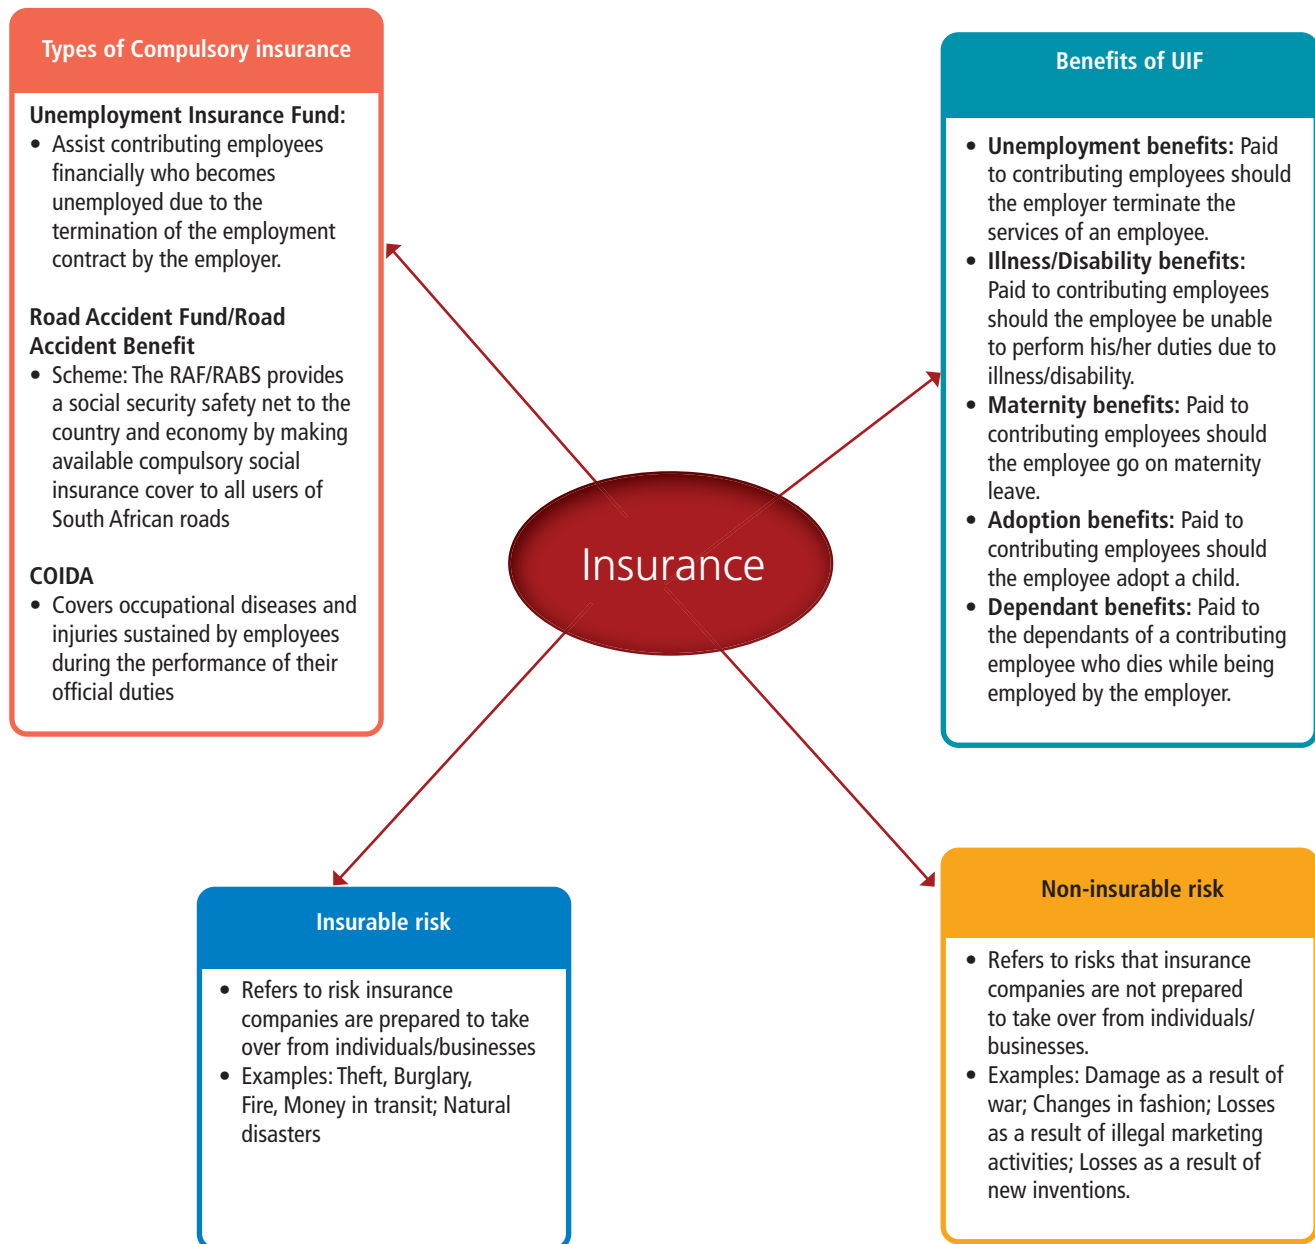 Types of Compulsory insurance
Unemployment Insurance Fund:
• Assist contributing employees
financially who becomes
unemployed due to the
termination of the employment
contract by the employer.
Road Accident Fund/Road
Accident Benefit
• Scheme: The RAF/RABS provides
a social security safety net to the
country and economy by making
available compulsory social
insurance cover to all users of
South African roads
COIDA
• Covers occupational diseases and
injuries sustained by employees
during the performance of their
official duties
Benefits of UIF
• Unemployment benefits: Paid
to contributing employees should
the employer terminate the
services of an employee.
• Illness/Disability benefits:
Paid to contributing employees
should the employee be unable
to perform his/her duties due to
illness/disability.
• Maternity benefits: Paid to
contributing employees should
the employee go on maternity
leave.
• Adoption benefits: Paid to
contributing employees should
the employee adopt a child.
• Dependant benefits: Paid to
the dependants of a contributing
employee who dies while being
employed by the employer.
Insurance
Insurable risk
• Refers to risk insurance
companies are prepared to take
over from individuals/businesses
• Examples: Theft, Burglary,
Fire, Money in transit; Natural
disasters
Non-insurable risk
• Refers to risks that insurance
companies are not prepared
to take over from individuals/
businesses.
• Examples: Damage as a result of
war; Changes in fashion; Losses
as a result of illegal marketing
activities; Losses as a result of
new inventions.